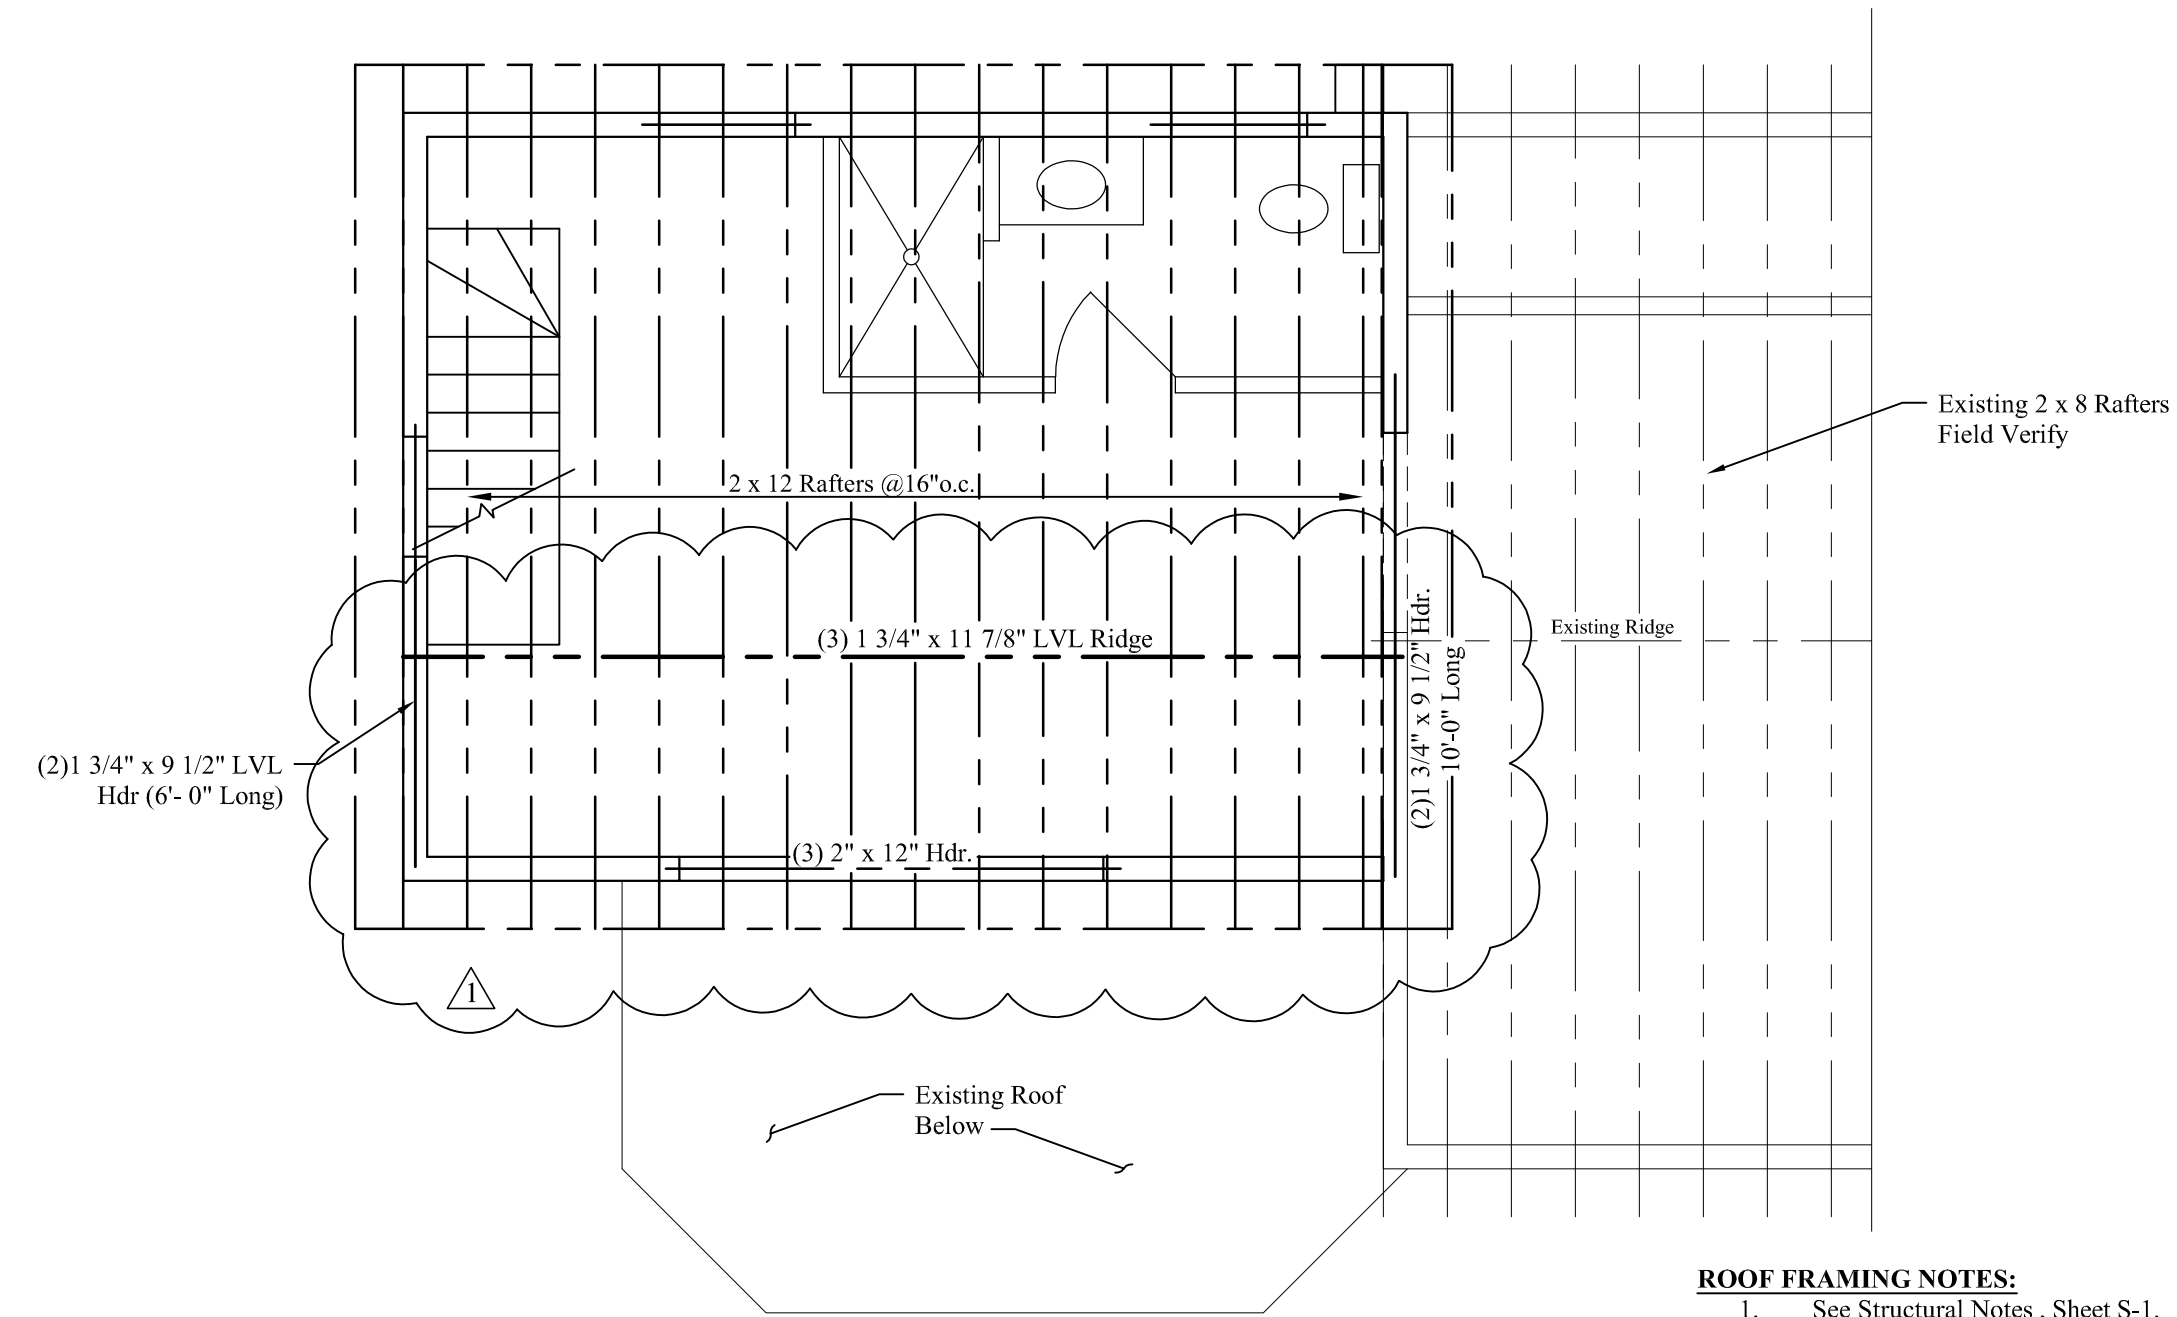 Existing 2 x 8 Rafters
Field Verify
2 x 12 Rafters @16"o.c.
(3) 1 3/4" x 11 7/8" LVL Ridge
Existing Ridge
(2)1 3/4" x 9 1/2" Hdr.
10'-0" Long
(2)1 3/4" x 9 1/2" LVL
Hdr (6'- 0" Long)
(3) 2" x 12" Hdr.
1
Existing Roof
Below
ROOF FRAMING NOTES:
1. See Structural Notes , Sheet S-1.